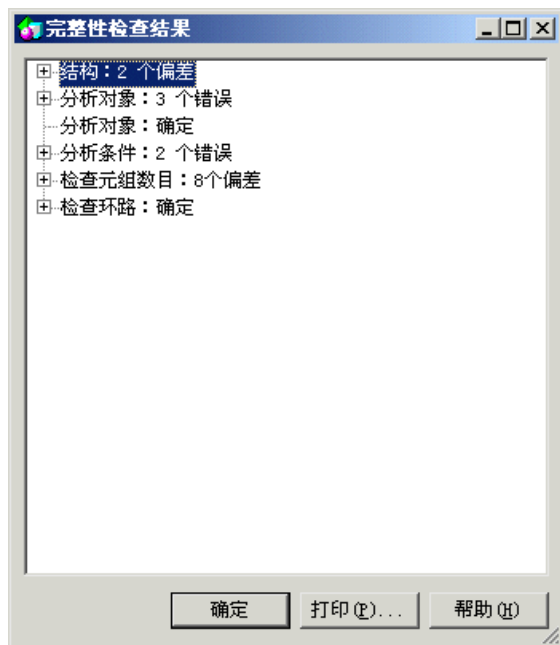 完整性检查结果
结构：2 个偏差
分析对象：3 个错误
分析对象：确定
分析条件：2 个错误
检查元组数目：8个偏差
检查环路：确定
确定
打印(P)...
帮助(H)